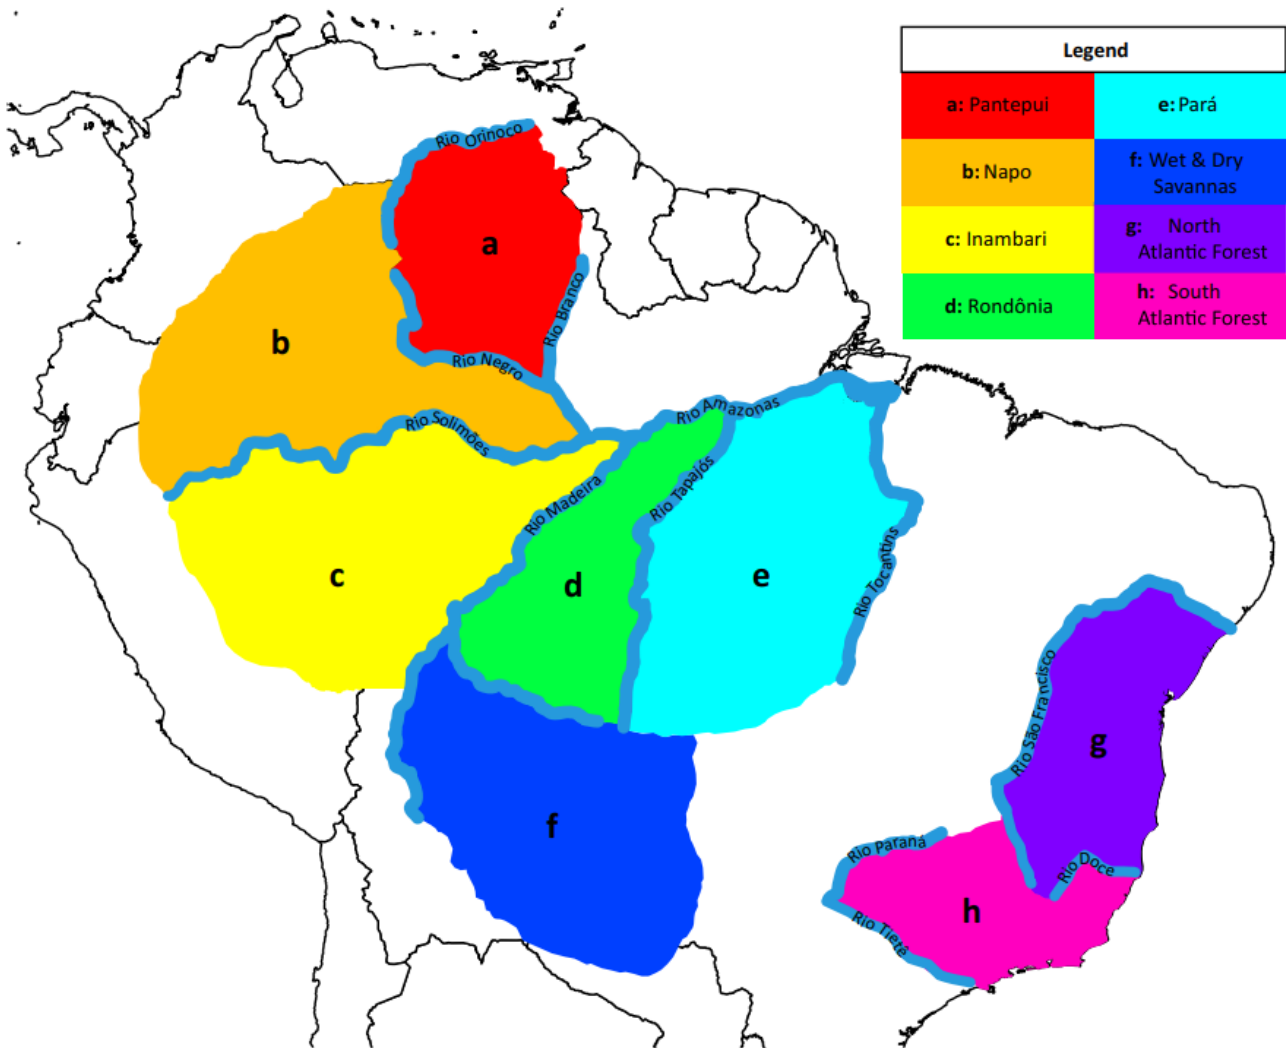 Legend
a: Pantepui
e: Pará
b: Napo
f: Wet & Dry
Savannas
c: Inambari
g: North
Atlantic Forest
d: Rondônia
h: South
Atlantic Forest
Rio Orinoco
a
Rio Branco
b
Rio Negro
Rio Solimões
Rio Amazonas
Rio Madeira
Rio Tapajós
c
d
e
Rio Tocantins
Rio São Francisco
g
f
Rio Paraná
Rio Doce
h
Rio Tietê